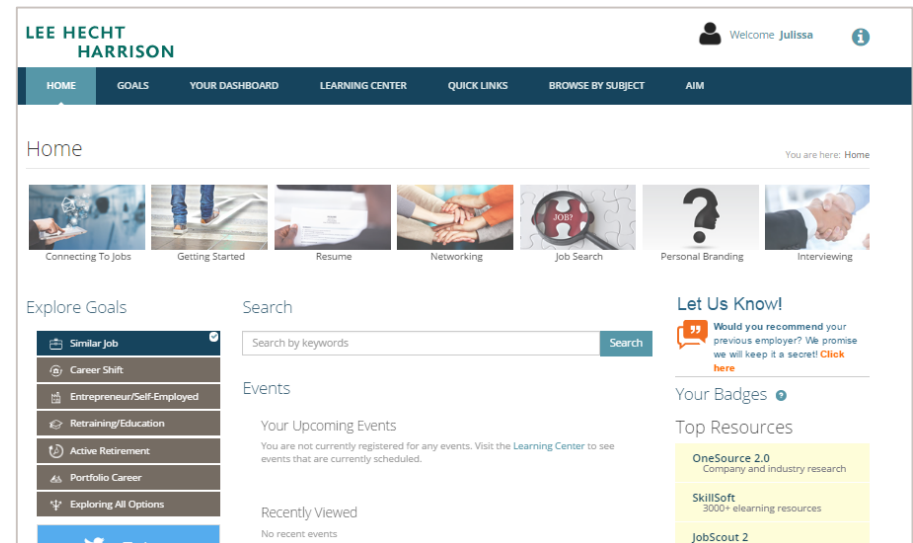 LEE HECHT
HARRISON
Welcome Julissa
HOME GOALS YOUR DASHBOARD LEARNING CENTER QUICK LINKS BROWSE BY SUBJECT AIM
Home
You are here: Home
JOB?
Connecting To Jobs Getting Started Resume Networking Job Search Personal Branding Interviewing
Explore Goals
Similar Job
Career Shift
Entrepreneur/Self-Employed
Retraining/Education
Active Retirement
Portfolio Career
Exploring All Options
Search
Search by keywords Search
Events
Your Upcoming Events
You are not currently registered for any events. Visit the Learning Center to see
events that are currently scheduled.
Recently Viewed
No recent events
Let Us Know!
Would you recommend your
previous employer? We promise
we will keep it a secret! Click
here
Your Badges
Top Resources
OneSource 2.0
Company and industry research
SkillSoft
3000+ elearning resources
JobScout 2